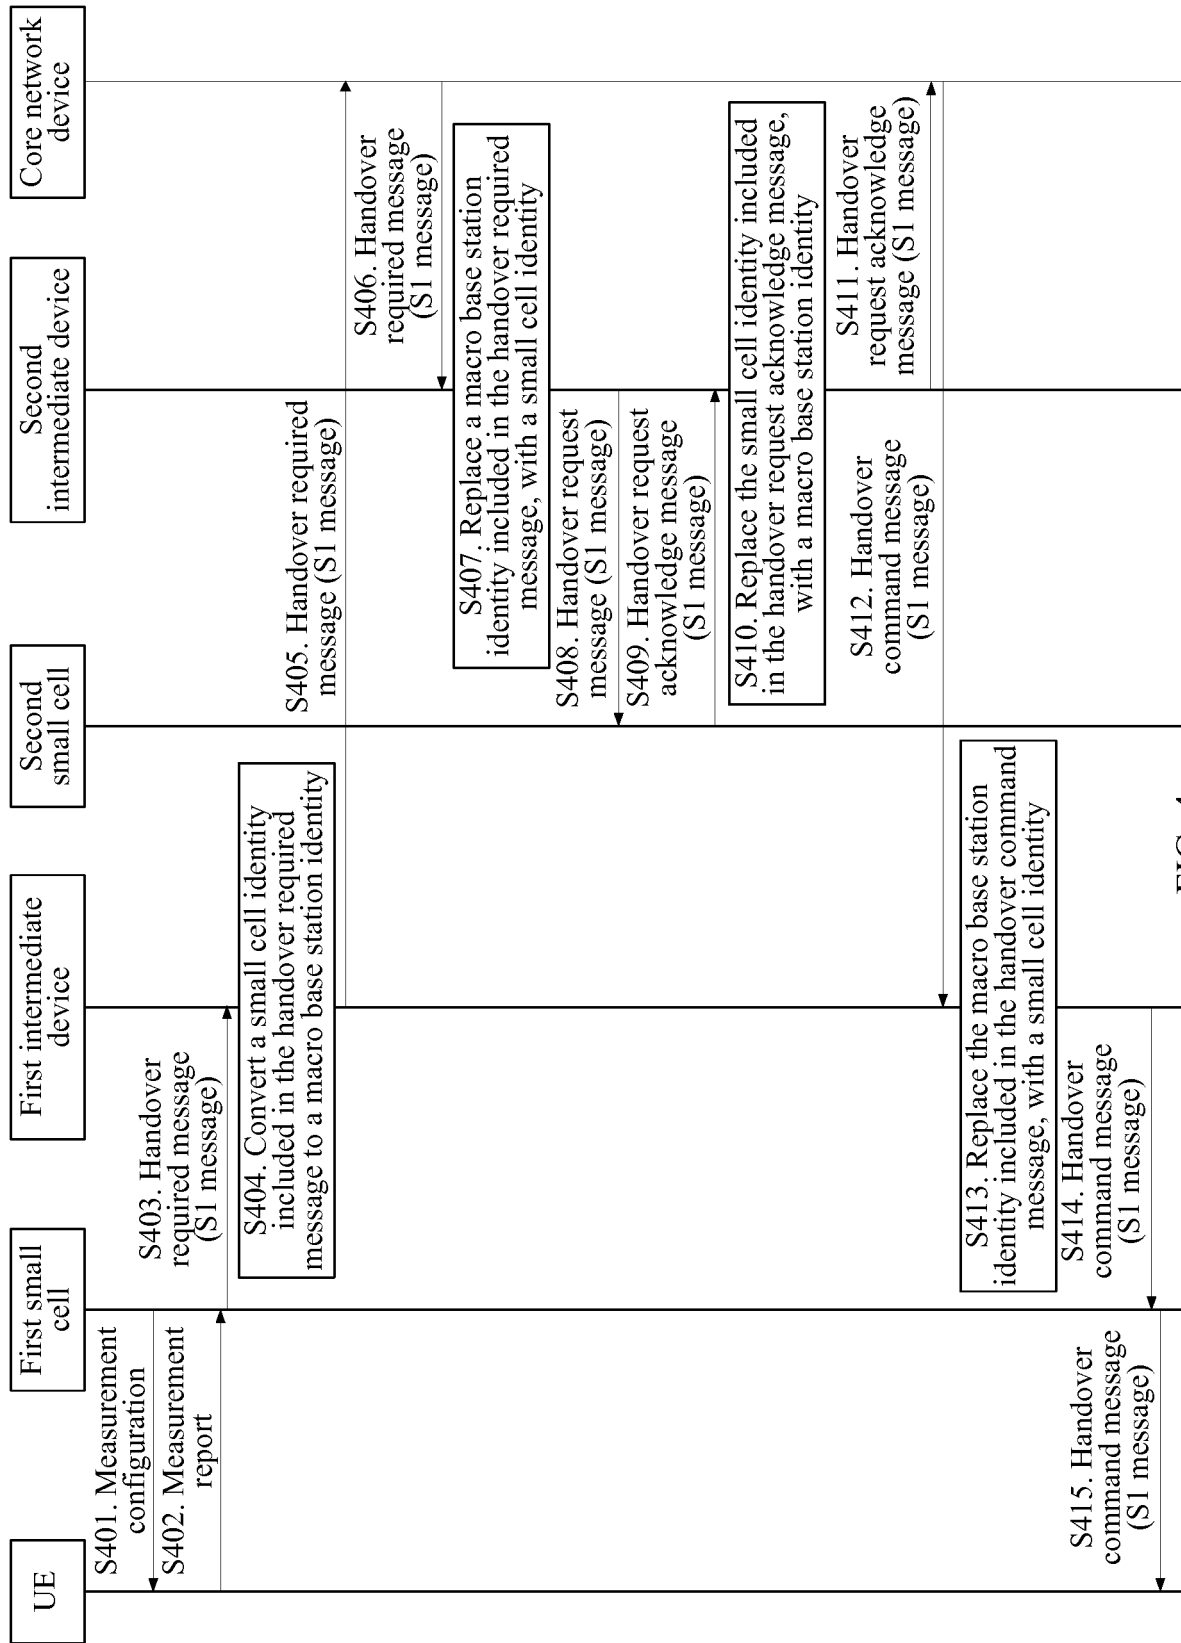 UE
First small
cell
First intermediate
device
Second
small cell
Second
intermediate device
Core network
device
S401. Measurement
configuration
S402. Measurement
report
S403. Handover
required message
(S1 message)
S404. Convert a small cell identity
included in the handover required
message to a macro base station identity
S405. Handover required
message (S1 message)
S406. Handover
required message
(S1 message)
S407. Replace a macro base station
identity included in the handover required
message, with a small cell identity
S408. Handover request
message (S1 message)
S409. Handover request
acknowledge message
(S1 message)
S410. Replace the small cell identity included
in the handover request acknowledge message,
with a macro base station identity
S411. Handover
request acknowledge
message (S1 message)
S412. Handover
command message
(S1 message)
S413. Replace the macro base station
identity included in the handover command
message, with a small cell identity
S414. Handover
command message
(S1 message)
S415. Handover
command message
(S1 message)